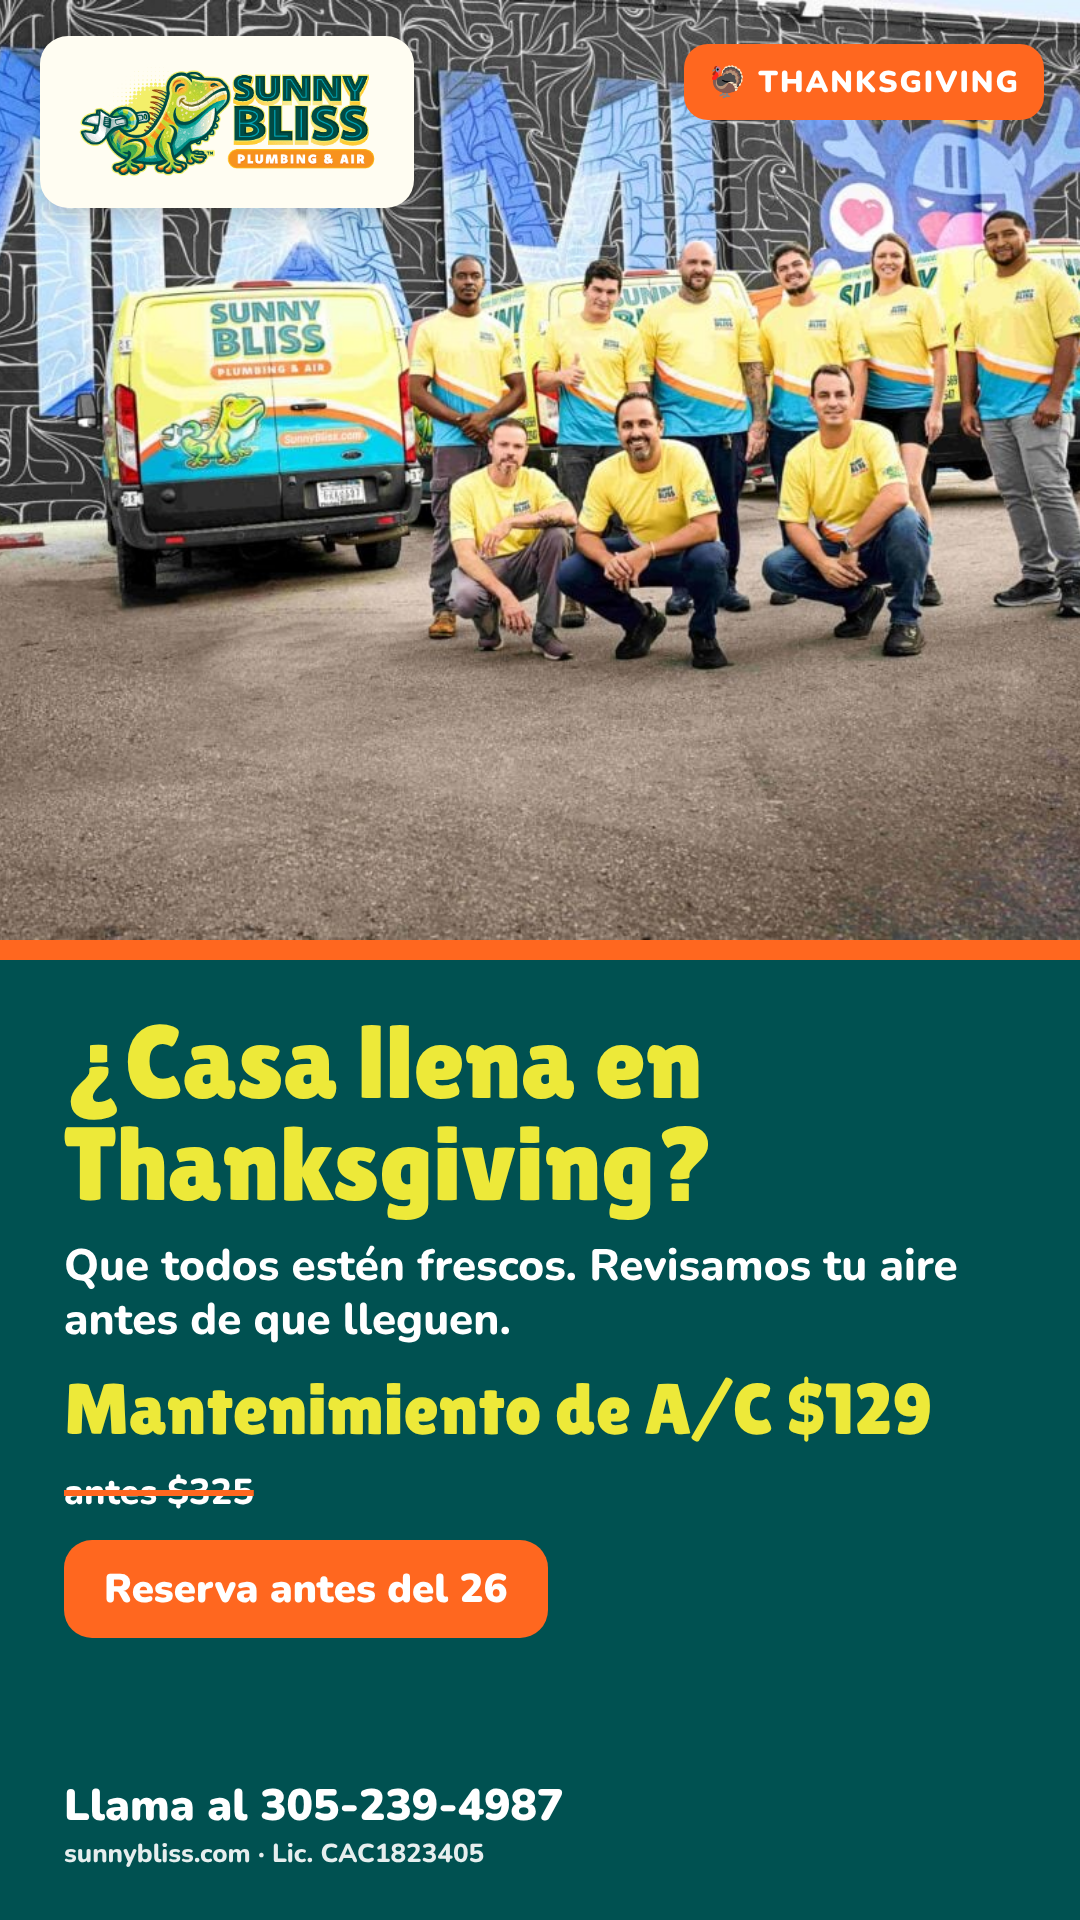 SUNNY
BLISS
PLUMBING & AIR
THANKSGIVING
SUNNY
BLISS
PLUMBING & AIR
SunnyBliss.com
¿Casa llena en
Thanksgiving?
Que todos estén frescos. Revisamos tu aire
antes de que lleguen.
Mantenimiento de A/C $129
antes $325
Reserva antes del 26
Llama al 305-239-4987
sunnybliss.com · Lic. CAC1823405